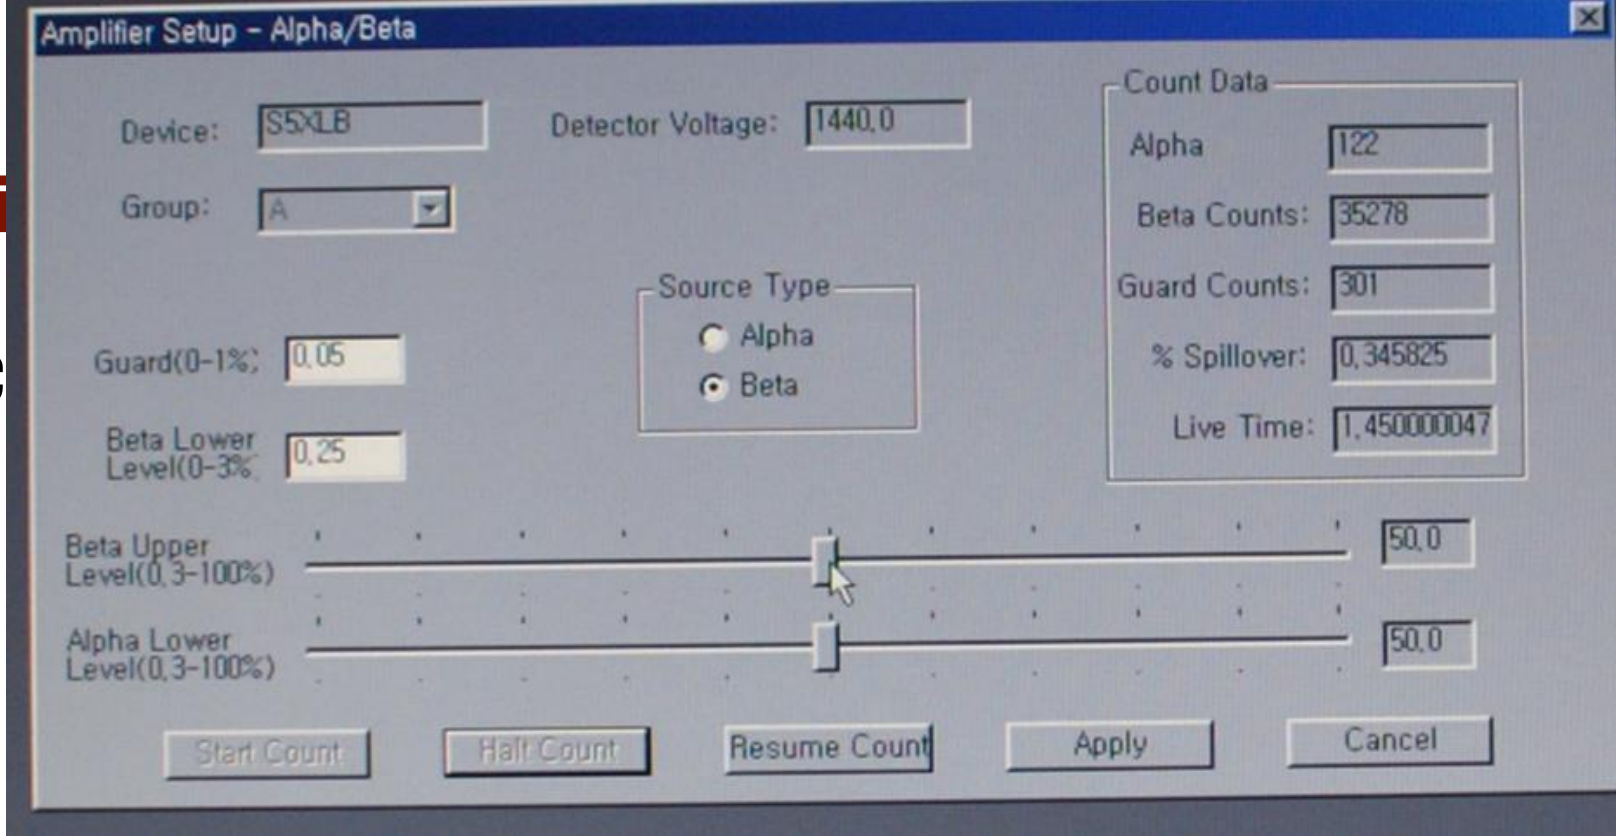 Amplifier Setup - Alpha/Beta
Device: S5XLB
Detector Voltage: 1440,0
Group: A
Guard(0-1%; 0,05
Beta Lower
Level(0-3% 0,25
Source Type
Alpha
Beta
Count Data
Alpha 122
Beta Counts: 35278
Guard Counts: 301
% Spillover: 0,345825
Live Time: 1,450000047
Beta Upper
Level(0,3-100%) 50,0
Alpha Lower
Level(0,3-100%) 50,0
Start Count
Halt Count
Resume Count
Apply
Cancel